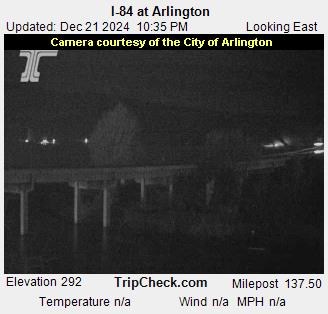 I-84 at Arlington
Updated: Dec 21 2024 10:35 PM Looking East
Camera courtesy of the City of Arlington
Elevation 292 TripCheck.com Milepost 137.50
Temperature n/a Wind n/a MPH n/a